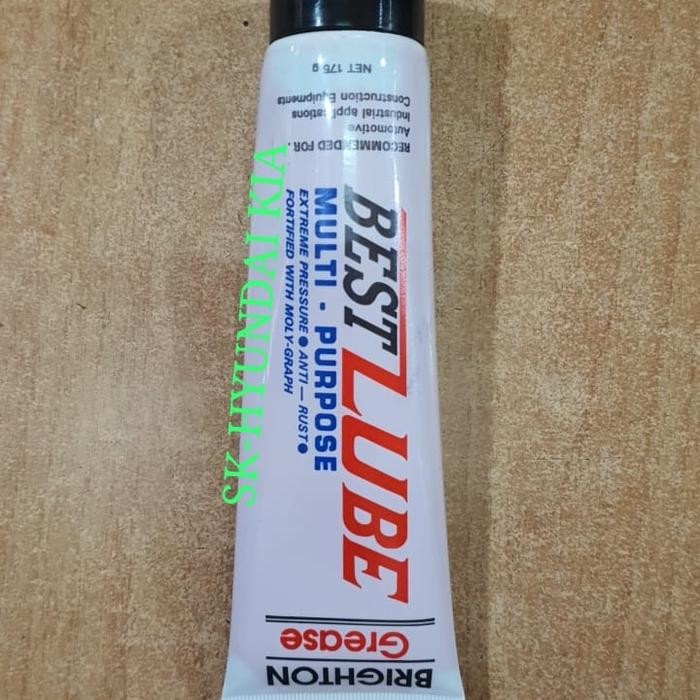 BRIGHTON
Grease
BEST LUBE
MULTI - PURPOSE
EXTREME PRESSURE ● ANTI — RUST ●
FORTIFIED WITH MOLY-GRAPH
RECOMMENDED FOR.
Automotive
Industrial applications
Construction Equipments
NET 175 g
SK-HYUNDAI KIA